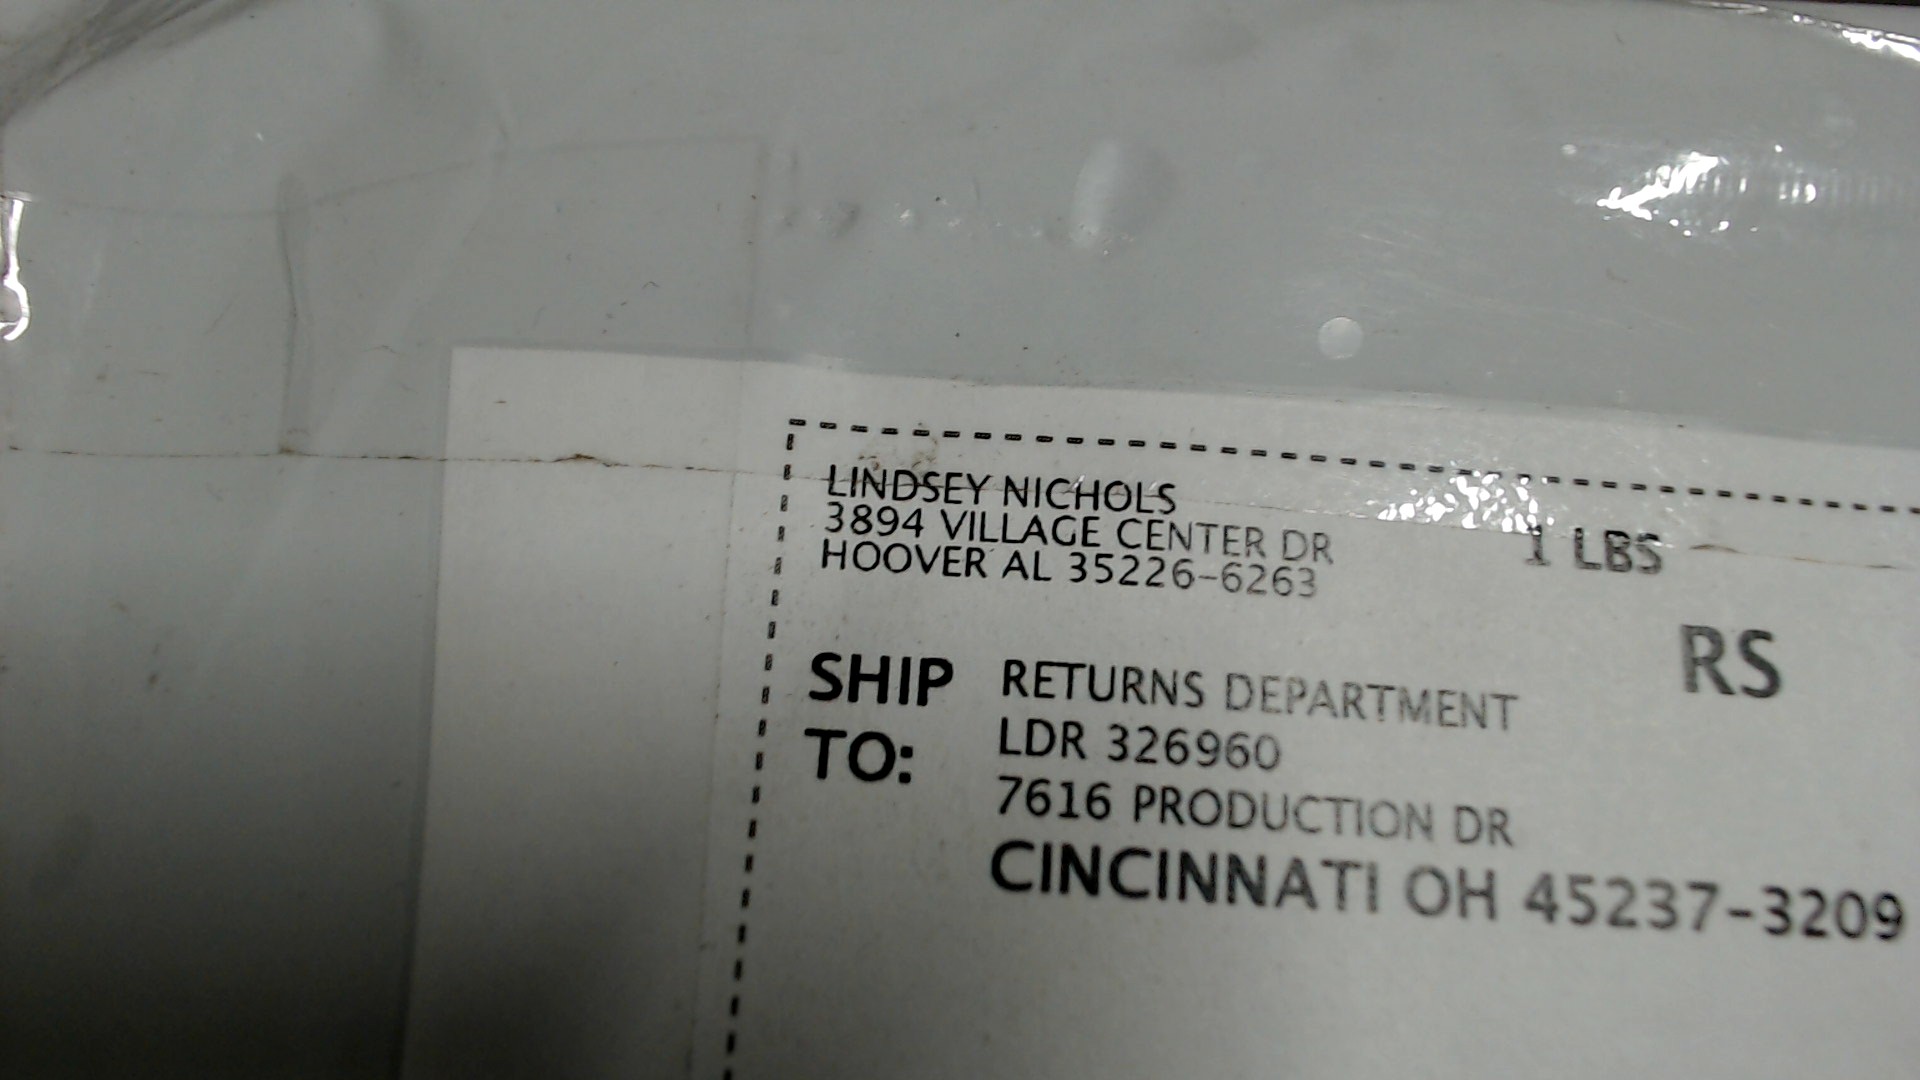 LINDSEY NICHOLS
3894 VILLAGE CENTER DR
HOOVER AL 35226-6263
1 LBS
RS
SHIP TO:
RETURNS DEPARTMENT
LDR 326960
7616 PRODUCTION DR
CINCINNATI OH 45237-3209